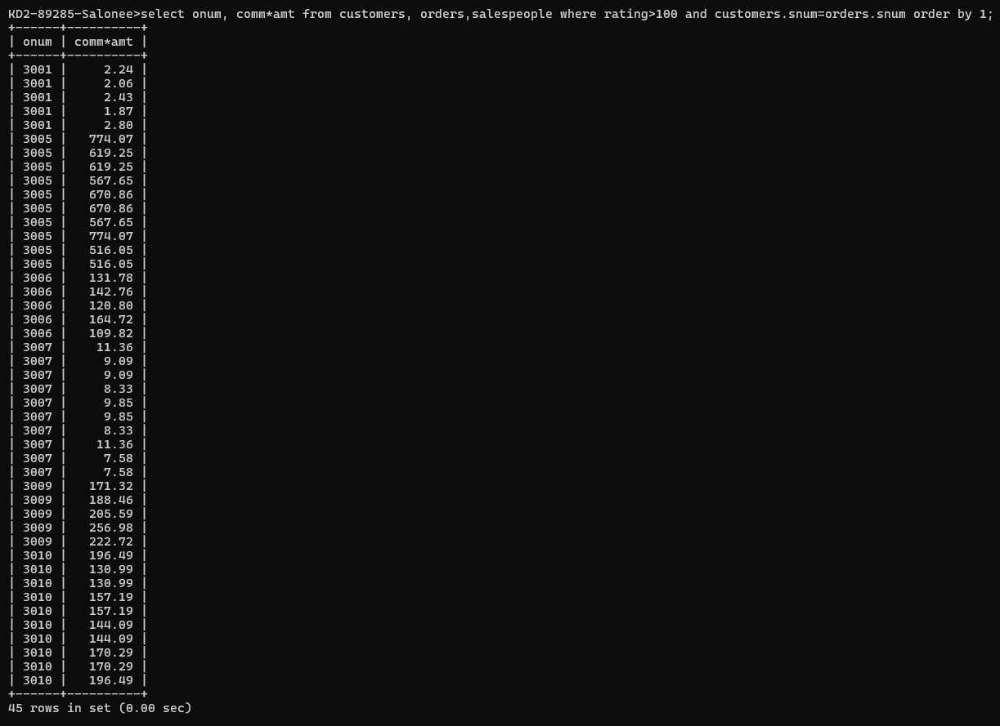 KD2-89285-Salonee>select onum, comm*amt from customers, orders,salespeople where rating>100 and customers.snum=orders.snum order by 1;
+------+----------+
| onum | comm*amt |
+------+----------+
| 3001 |     2.24 |
| 3001 |     2.06 |
| 3001 |     2.43 |
| 3001 |     1.87 |
| 3001 |     2.80 |
| 3005 |   774.07 |
| 3005 |   619.25 |
| 3005 |   619.25 |
| 3005 |   567.65 |
| 3005 |   670.86 |
| 3005 |   670.86 |
| 3005 |   567.65 |
| 3005 |   774.07 |
| 3005 |   516.05 |
| 3005 |   516.05 |
| 3006 |   131.78 |
| 3006 |   142.76 |
| 3006 |   120.80 |
| 3006 |   164.72 |
| 3006 |   109.82 |
| 3007 |    11.36 |
| 3007 |     9.09 |
| 3007 |     9.09 |
| 3007 |     8.33 |
| 3007 |     9.85 |
| 3007 |     9.85 |
| 3007 |     8.33 |
| 3007 |    11.36 |
| 3007 |     7.58 |
| 3007 |     7.58 |
| 3009 |   171.32 |
| 3009 |   188.46 |
| 3009 |   205.59 |
| 3009 |   256.98 |
| 3009 |   222.72 |
| 3010 |   196.49 |
| 3010 |   130.99 |
| 3010 |   130.99 |
| 3010 |   157.19 |
| 3010 |   157.19 |
| 3010 |   144.09 |
| 3010 |   144.09 |
| 3010 |   170.29 |
| 3010 |   170.29 |
| 3010 |   196.49 |
+------+----------+
45 rows in set (0.00 sec)